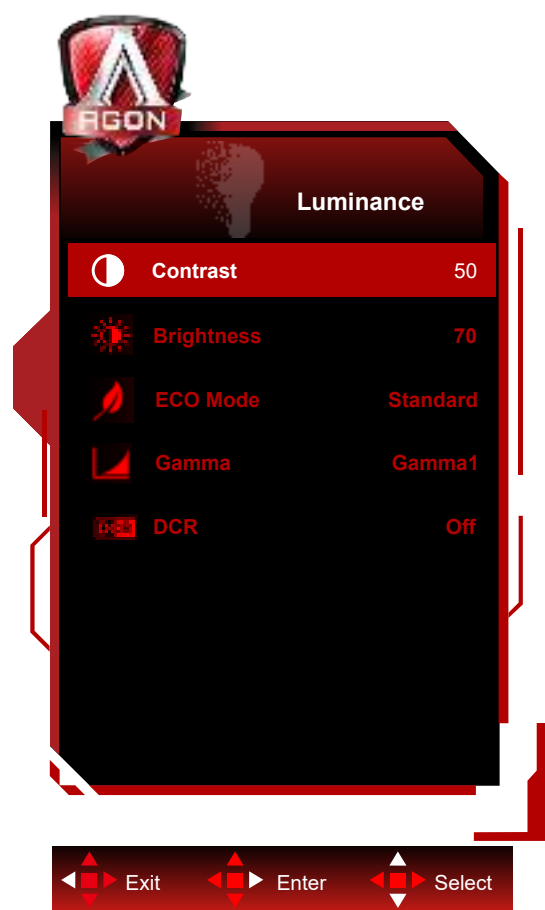 AGON
Luminance
Contrast 50
Brightness 70
ECO Mode Standard
Gamma Gamma1
DCR Off
Exit Enter Select